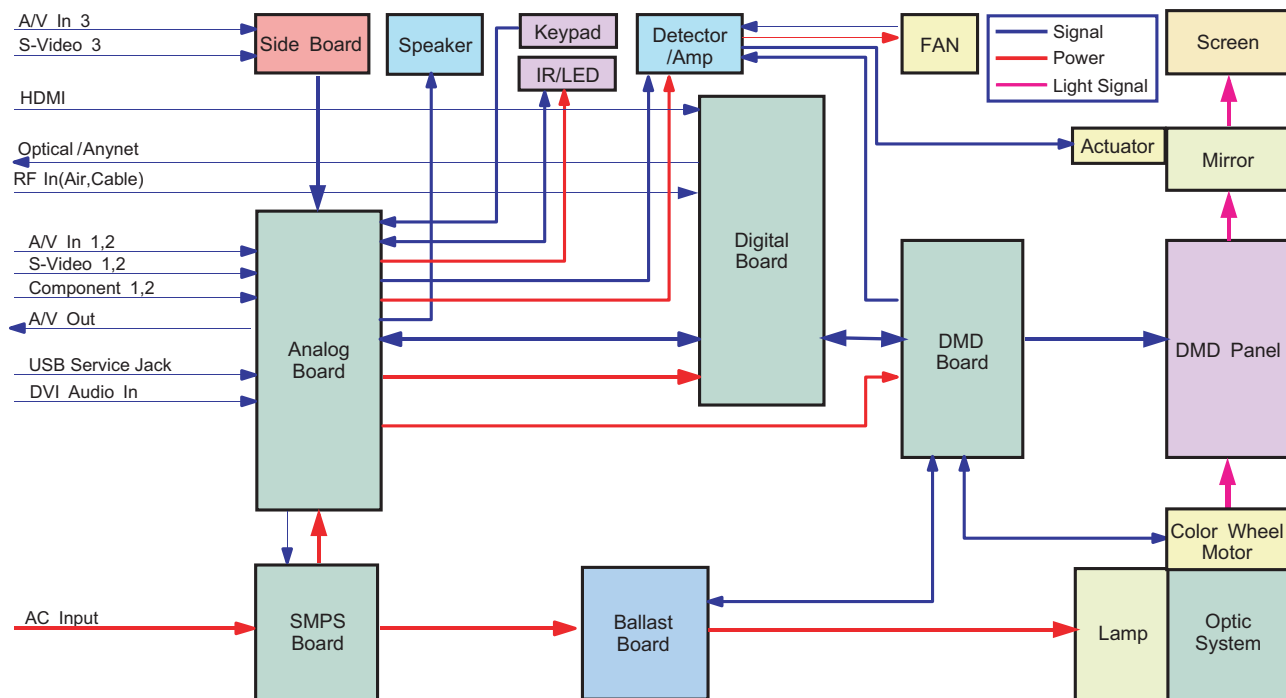 A/V In 3
S-Video 3
Side Board
Speaker
Keypad
IR/LED
Detector
/Amp
FAN
Signal
Power
Light Signal
Screen
HDMI
Optical /Anynet
RF In(Air,Cable)
Actuator
Mirror
A/V In 1,2
S-Video 1,2
Component 1,2
A/V Out
USB Service Jack
DVI Audio In
Analog
Board
Digital
Board
DMD
Board
DMD Panel
Color Wheel
Motor
AC Input
SMPS
Board
Ballast
Board
Lamp
Optic
System